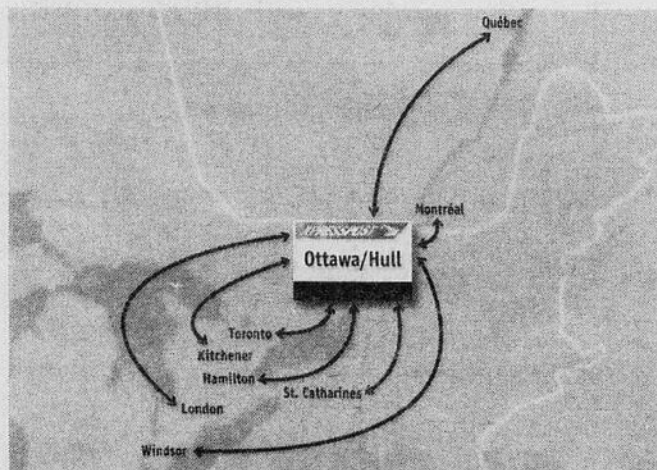 Québec
Montréal
Ottawa/Hull
Toronto
Kitchener
Hamilton
St. Catharines
London
Windsor